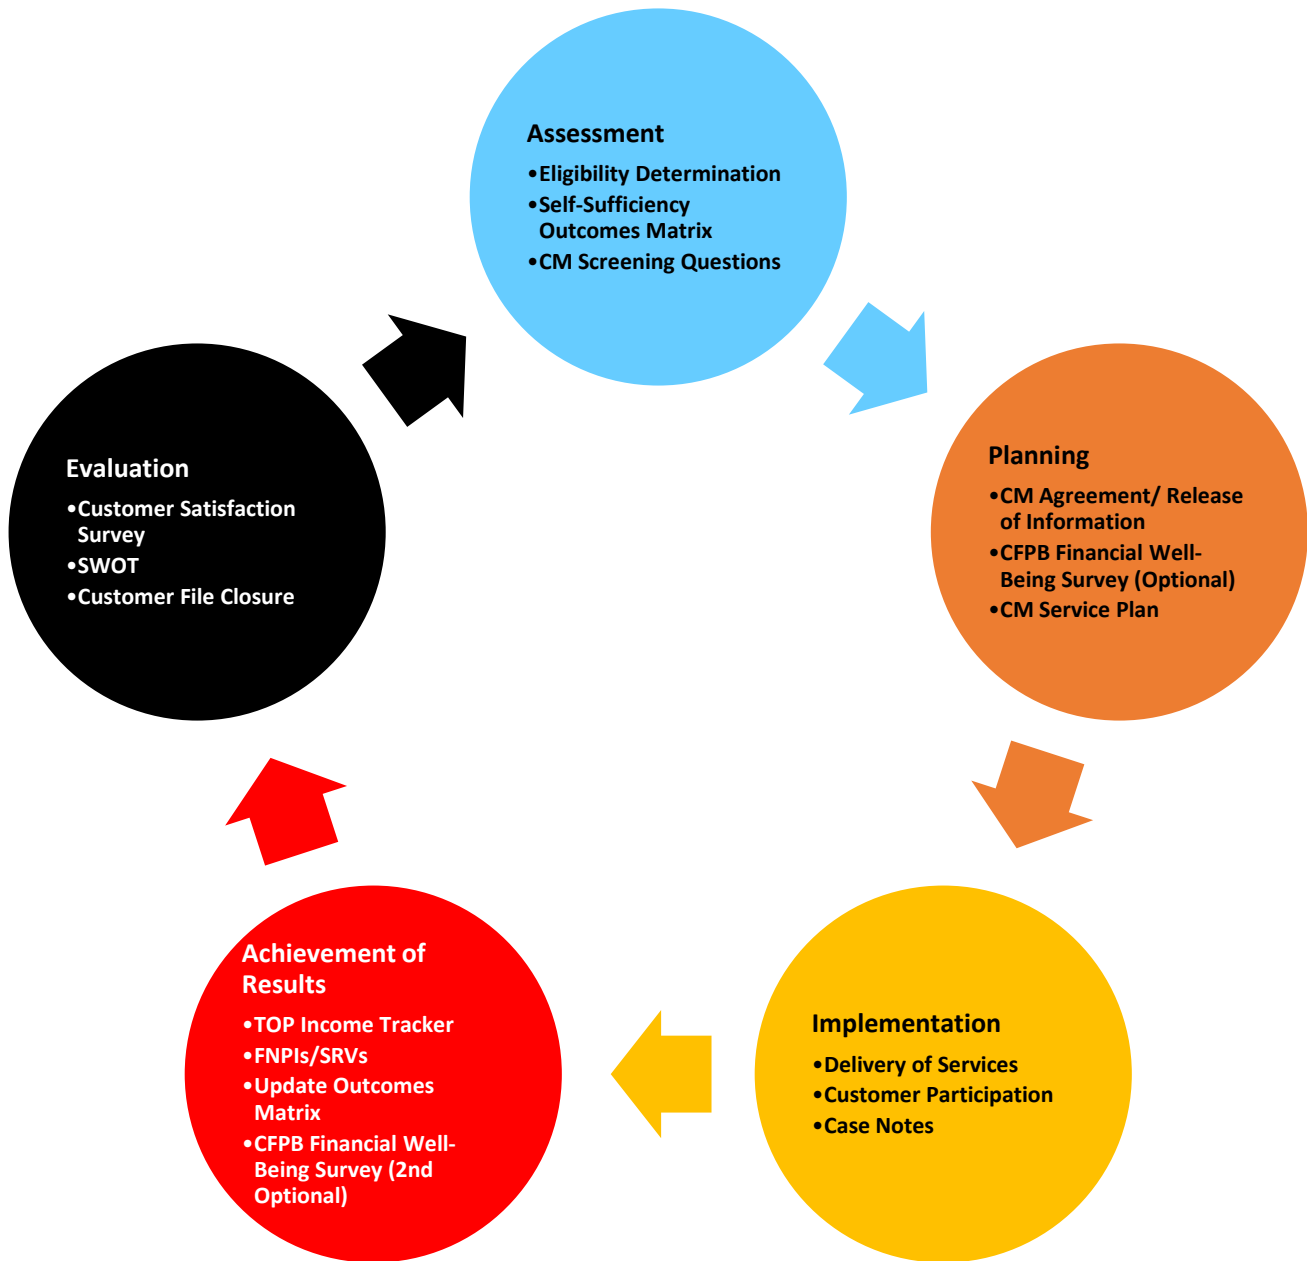 Assessment
•Eligibility Determination
•Self-Sufficiency
Outcomes Matrix
•CM Screening Questions
Planning
•CM Agreement/ Release
of Information
•CFPB Financial Well-
Being Survey (Optional)
•CM Service Plan
Implementation
•Delivery of Services
•Customer Participation
•Case Notes
Achievement of
Results
•TOP Income Tracker
•FNPIs/SRVs
•Update Outcomes
Matrix
•CFPB Financial Well-
Being Survey (2nd
Optional)
Evaluation
•Customer Satisfaction
Survey
•SWOT
•Customer File Closure